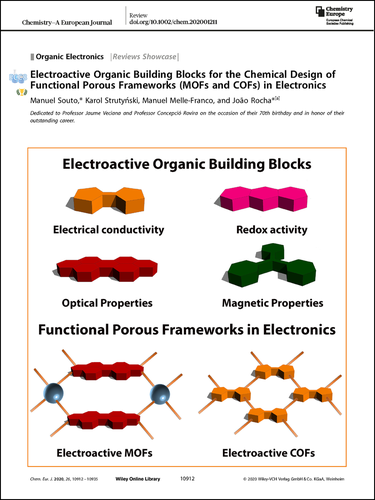 Chemistry–A European Journal
Review
doi.org/10.1002/chem.202001211
Chemistry
Europe
European Chemical
Societies Publishing
Organic Electronics |Reviews Showcase|
Electroactive Organic Building Blocks for the Chemical Design of
Functional Porous Frameworks (MOFs and COFs) in Electronics
Manuel Souto,* Karol Strutyński, Manuel Melle-Franco, and João Rocha*[a]
Dedicated to Professor Jaume Veciana and Professor Concepció Rovira on the occasion of their 70th birthday and in honor of their
outstanding career.
Electroactive Organic Building Blocks
Electrical conductivity
Redox activity
Optical Properties
Magnetic Properties
Functional Porous Frameworks in Electronics
Electroactive MOFs
Electroactive COFs
Chem. Eur. J. 2020, 26, 10912 – 10935
Wiley Online Library
10912
© 2020 Wiley-VCH Verlag GmbH & Co. KGaA, Weinheim